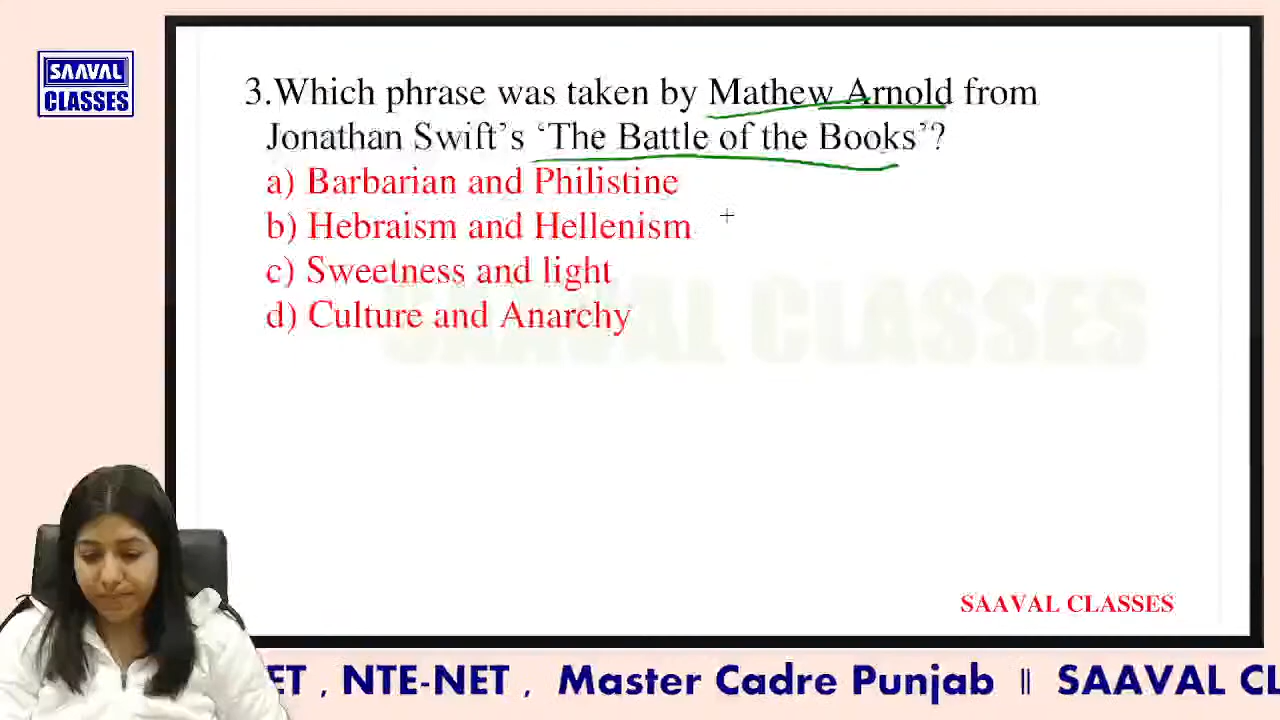 SAAVAL
CLASSES
3.Which phrase was taken by Mathew Arnold from
Jonathan Swift's ‘The Battle of the Books’?
a) Barbarian and Philistine
b) Hebraism and Hellenism
c) Sweetness and light
d) Culture and Anarchy
SAAVAL CLASSES
SAAVAL CLASSES
ET , NTE-NET , Master Cadre Punjab || SAAVAL CL